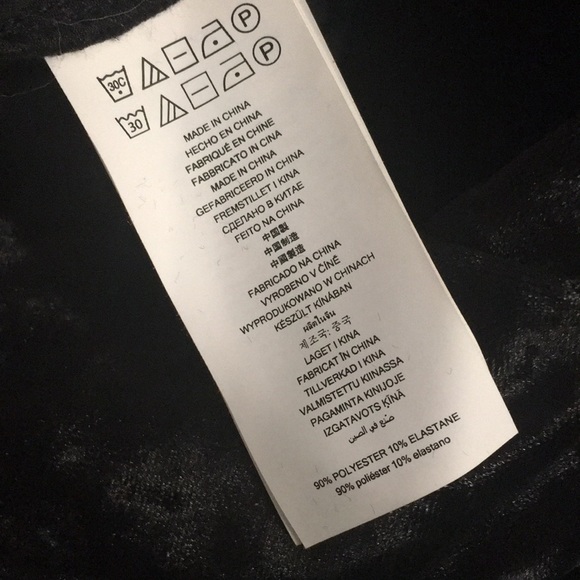 30C P
30 P
MADE IN CHINA
HECHO EN CHINA
FABRIQUÉ EN CHINE
FABBRICATO IN CINA
MADE IN CHINA
GEFABRICEERD IN CHINA
FREMSTILLET I KINA
СДЕЛАНО В КИТАЕ
FEITO NA CHINA
中国製
中国制造
中國製造
FABRICADO NA CHINA
VYROBENO V ČÍNĚ
WYPRODUKOWANO W CHINACH
KÉSZÜLT KÍNÁBAN
ผลิตในจีน
제조국: 중국
LAGET I KINA
FABRICAT ÎN CHINA
TILLVERKAD I KINA
VALMISTETTU KIINASSA
PAGAMINTA KINIJOJE
IZGATAVOTS ĶĪNĀ
صنع في الصين
90% POLYESTER 10% ELASTANE
90% poliéster 10% elastano